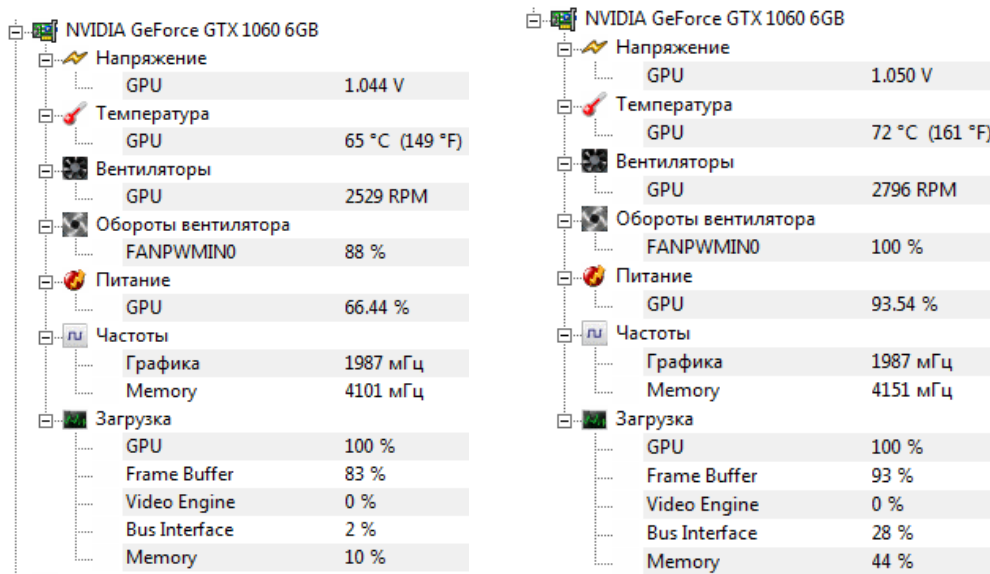 NVIDIA GeForce GTX 1060 6GB
Напряжение
GPU 1.044 V
Температура
GPU 65 °C (149 °F)
Вентиляторы
GPU 2529 RPM
Обороты вентилятора
FANPWMIN0 88 %
Питание
GPU 66.44 %
Частоты
Графика 1987 мГц
Memory 4101 мГц
Загрузка
GPU 100 %
Frame Buffer 83 %
Video Engine 0 %
Bus Interface 2 %
Memory 10 %
NVIDIA GeForce GTX 1060 6GB
Напряжение
GPU 1.050 V
Температура
GPU 72 °C (161 °F)
Вентиляторы
GPU 2796 RPM
Обороты вентилятора
FANPWMIN0 100 %
Питание
GPU 93.54 %
Частоты
Графика 1987 мГц
Memory 4151 мГц
Загрузка
GPU 100 %
Frame Buffer 93 %
Video Engine 0 %
Bus Interface 28 %
Memory 44 %